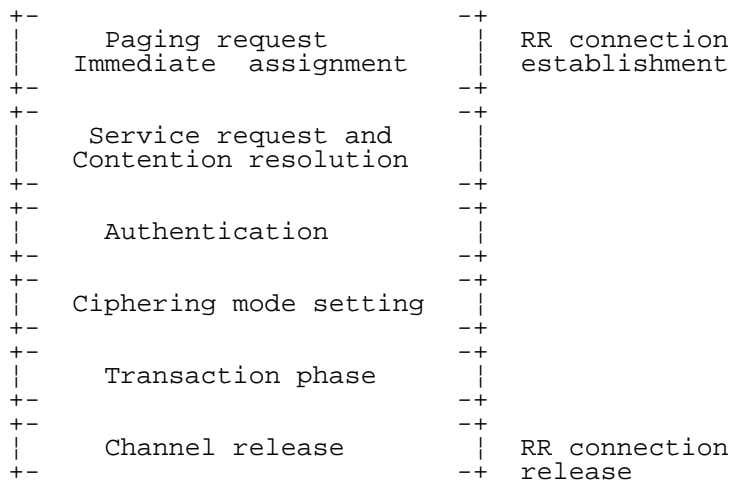 +-                          -+
¦     Paging request         ¦  RR connection
¦   Immediate  assignment    ¦  establishment
+-                          -+
+-                          -+
¦    Service request and     ¦
¦   Contention resolution    ¦
+-                          -+
+-                          -+
¦     Authentication         ¦
+-                          -+
+-                          -+
¦   Ciphering mode setting   ¦
+-                          -+
+-                          -+
¦     Transaction phase      ¦
+-                          -+
+-                          -+
¦     Channel release        ¦  RR connection
+-                          -+  release